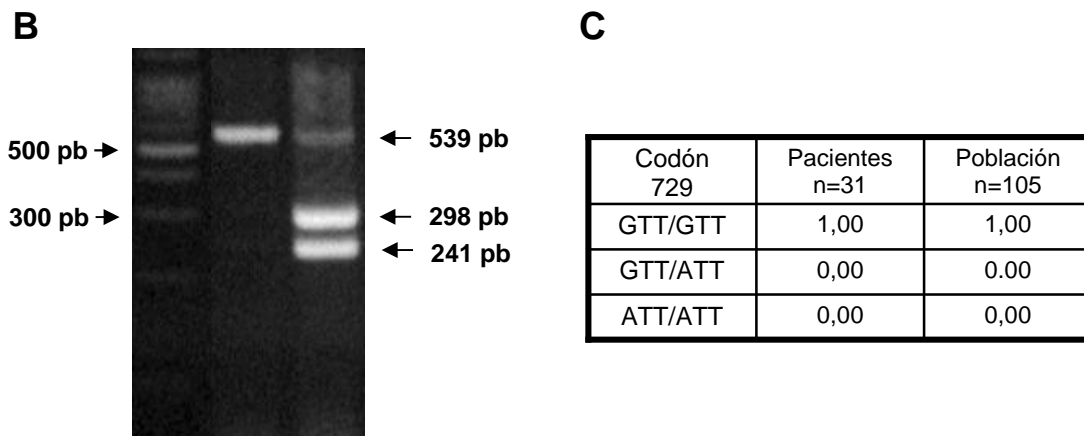 B
500 pb
300 pb
539 pb
298 pb
241 pb
C
Codón 729 Pacientes n=31 Población n=105
GTT/GTT 1,00 1,00
GTT/ATT 0,00 0.00
ATT/ATT 0,00 0,00